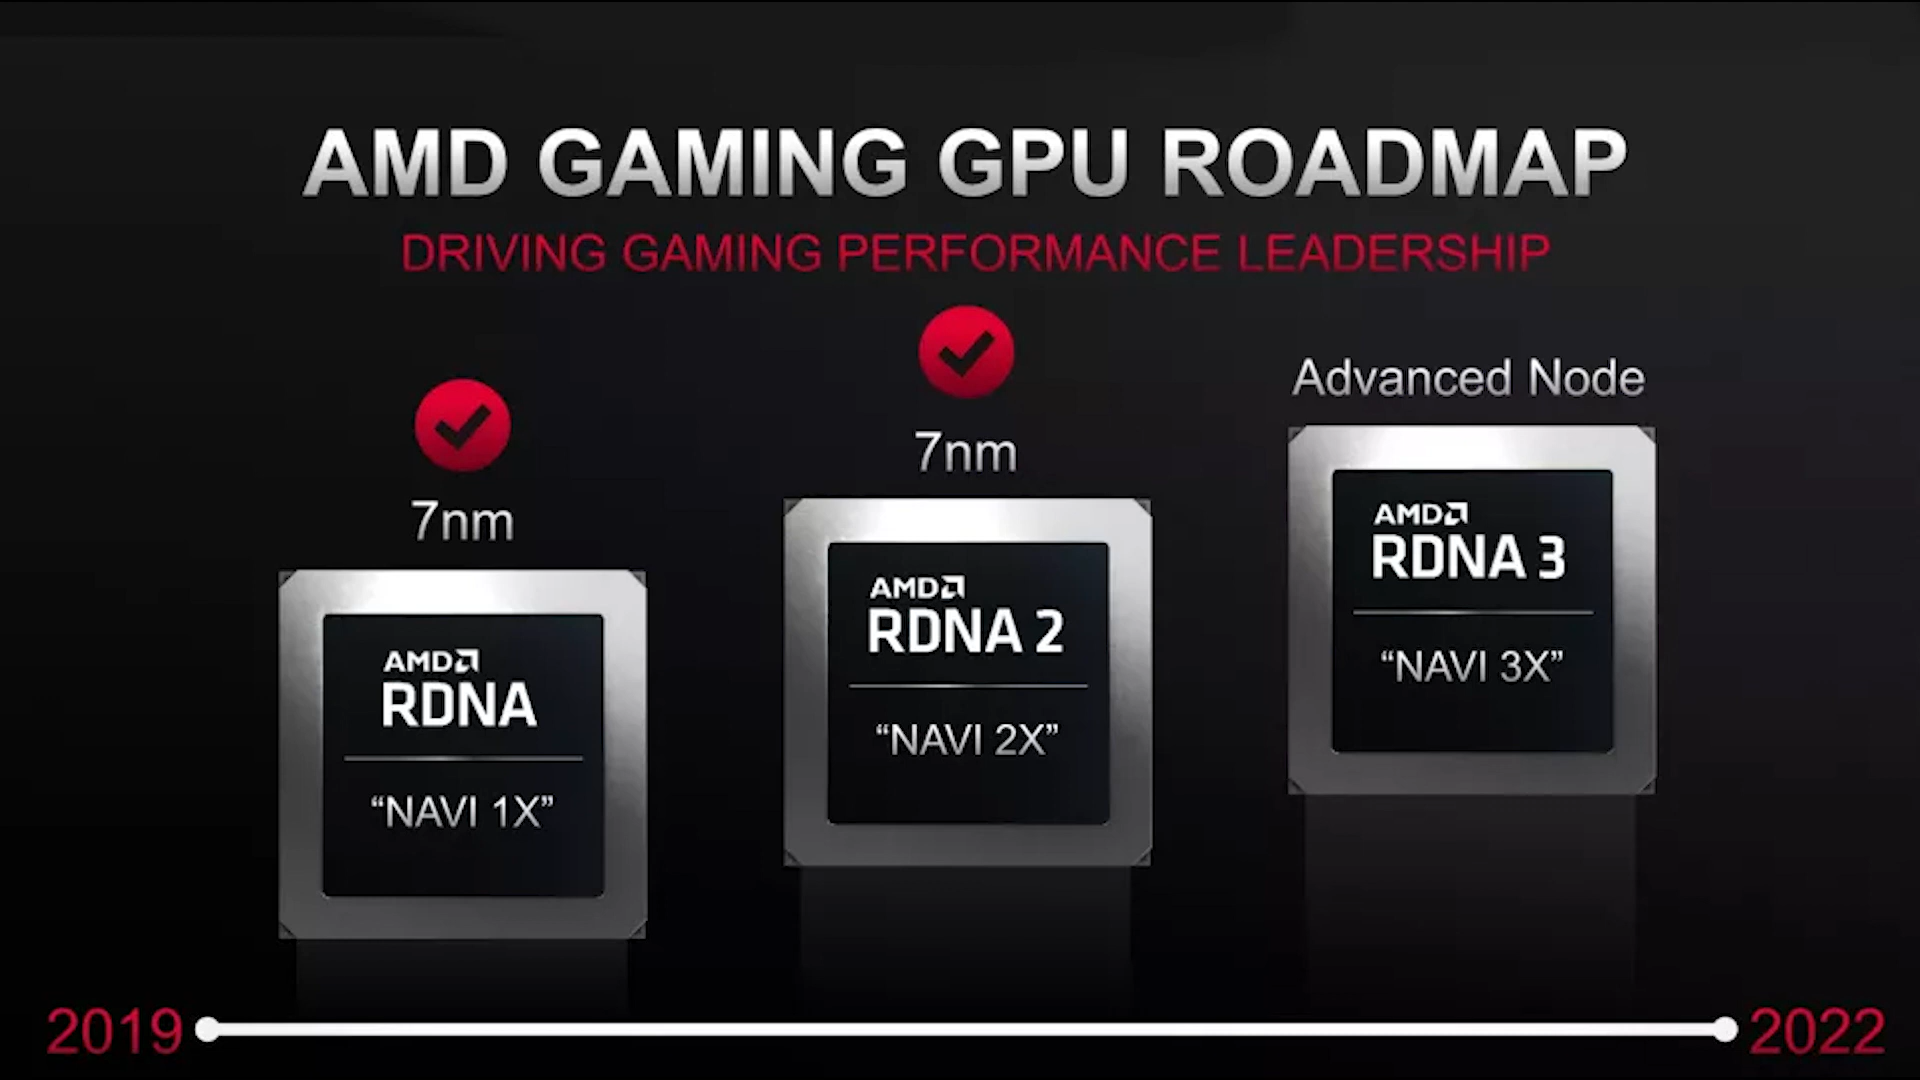 AMD GAMING GPU ROADMAP
DRIVING GAMING PERFORMANCE LEADERSHIP
7nm
AMD
RDNA
“NAVI 1X”
7nm
AMD
RDNA 2
“NAVI 2X”
Advanced Node
AMD
RDNA 3
“NAVI 3X”
2019
2022